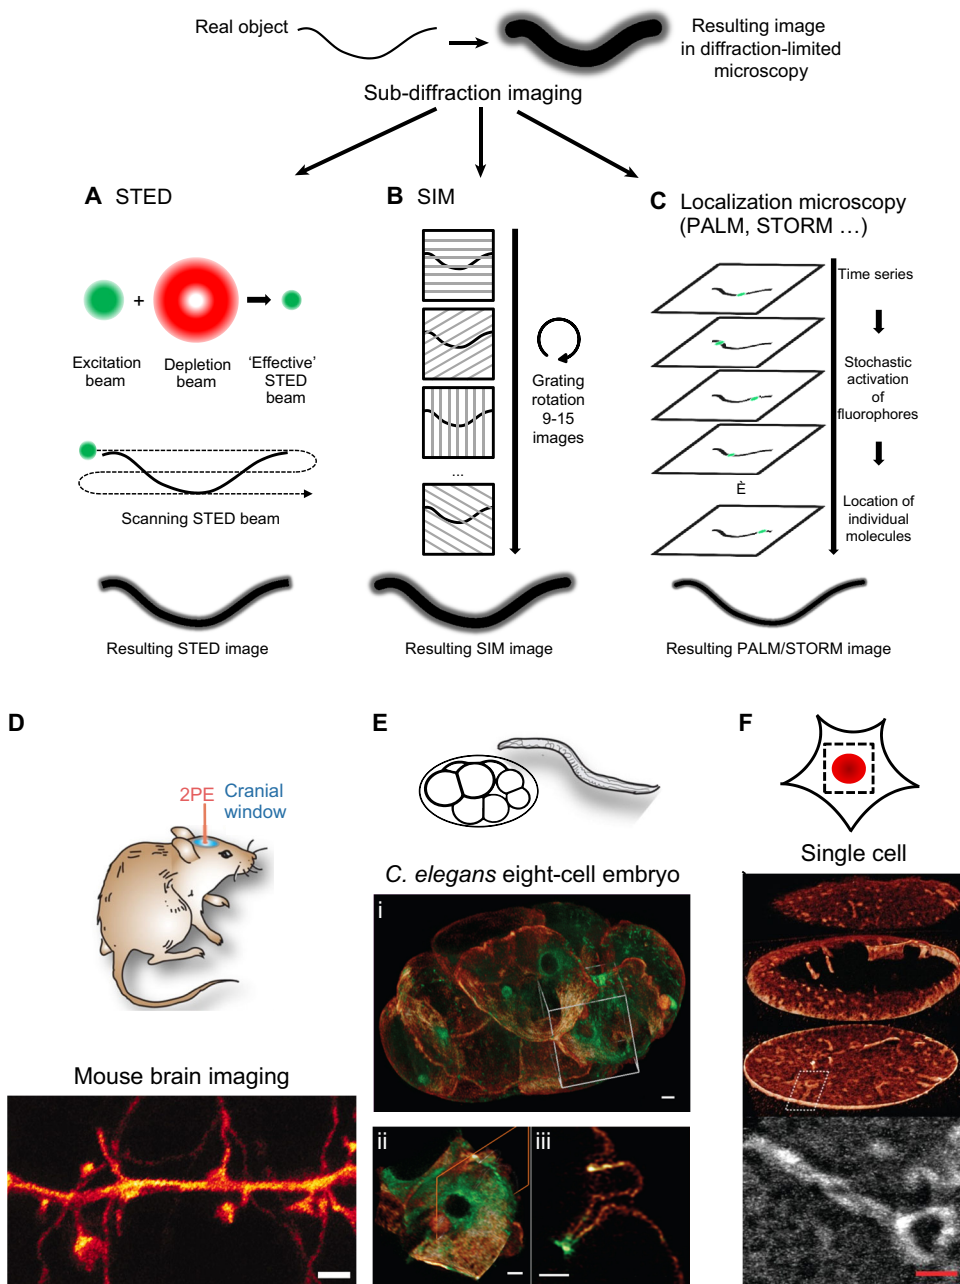 Real object
Resulting image
in diffraction-limited
microscopy
Sub-diffraction imaging
A STED
+
Excitation
beam
Depletion
beam
‘Effective’
STED
beam
Scanning STED beam
Resulting STED image
B SIM
Grating
rotation
9-15
images
...
Resulting SIM image
C Localization microscopy
(PALM, STORM ...)
Time series
Stochastic
activation
of
fluorophores
È
Location of
individual
molecules
Resulting PALM/STORM image
D
2PE
Cranial
window
Mouse brain imaging
E
C. elegans eight-cell embryo
i
ii
iii
F
Single cell